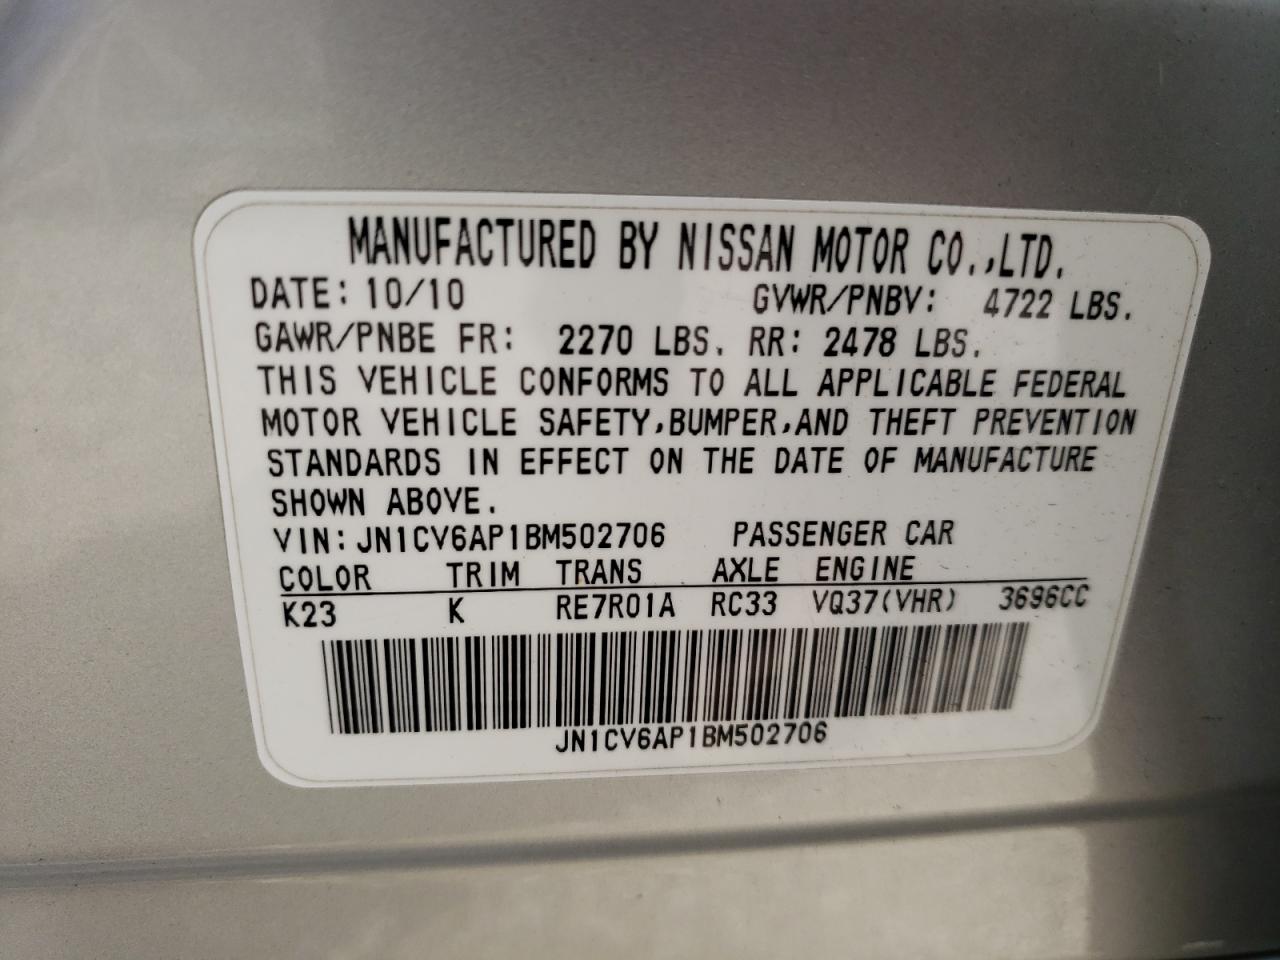 MANUFACTURED BY NISSAN MOTOR CO.,LTD.
DATE: 10/10 GVWR/PNBV: 4722 LBS.
GAWR/PNBE FR: 2270 LBS. RR: 2478 LBS.
THIS VEHICLE CONFORMS TO ALL APPLICABLE FEDERAL
MOTOR VEHICLE SAFETY,BUMPER,AND THEFT PREVENTION
STANDARDS IN EFFECT ON THE DATE OF MANUFACTURE
SHOWN ABOVE.
VIN: JN1CV6AP1BM502706 PASSENGER CAR
COLOR TRIM TRANS AXLE ENGINE
K23 K RE7R01A RC33 VQ37(VHR) 3696CC
JN1CV6AP1BM502706